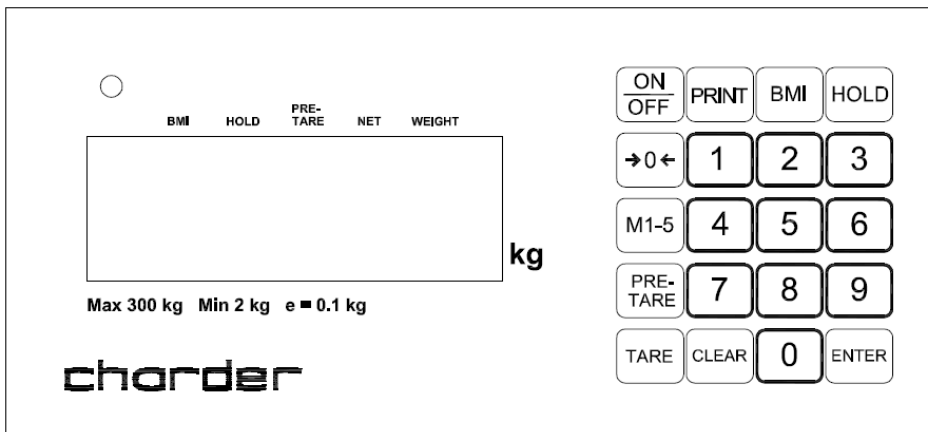 BMI HOLD PRE-
TARE NET WEIGHT
kg
Max 300 kg Min 2 kg e = 0.1 kg
charder
ON
OFF PRINT BMI HOLD
→0← 1 2 3
M1-5 4 5 6
PRE-
TARE 7 8 9
TARE CLEAR 0 ENTER